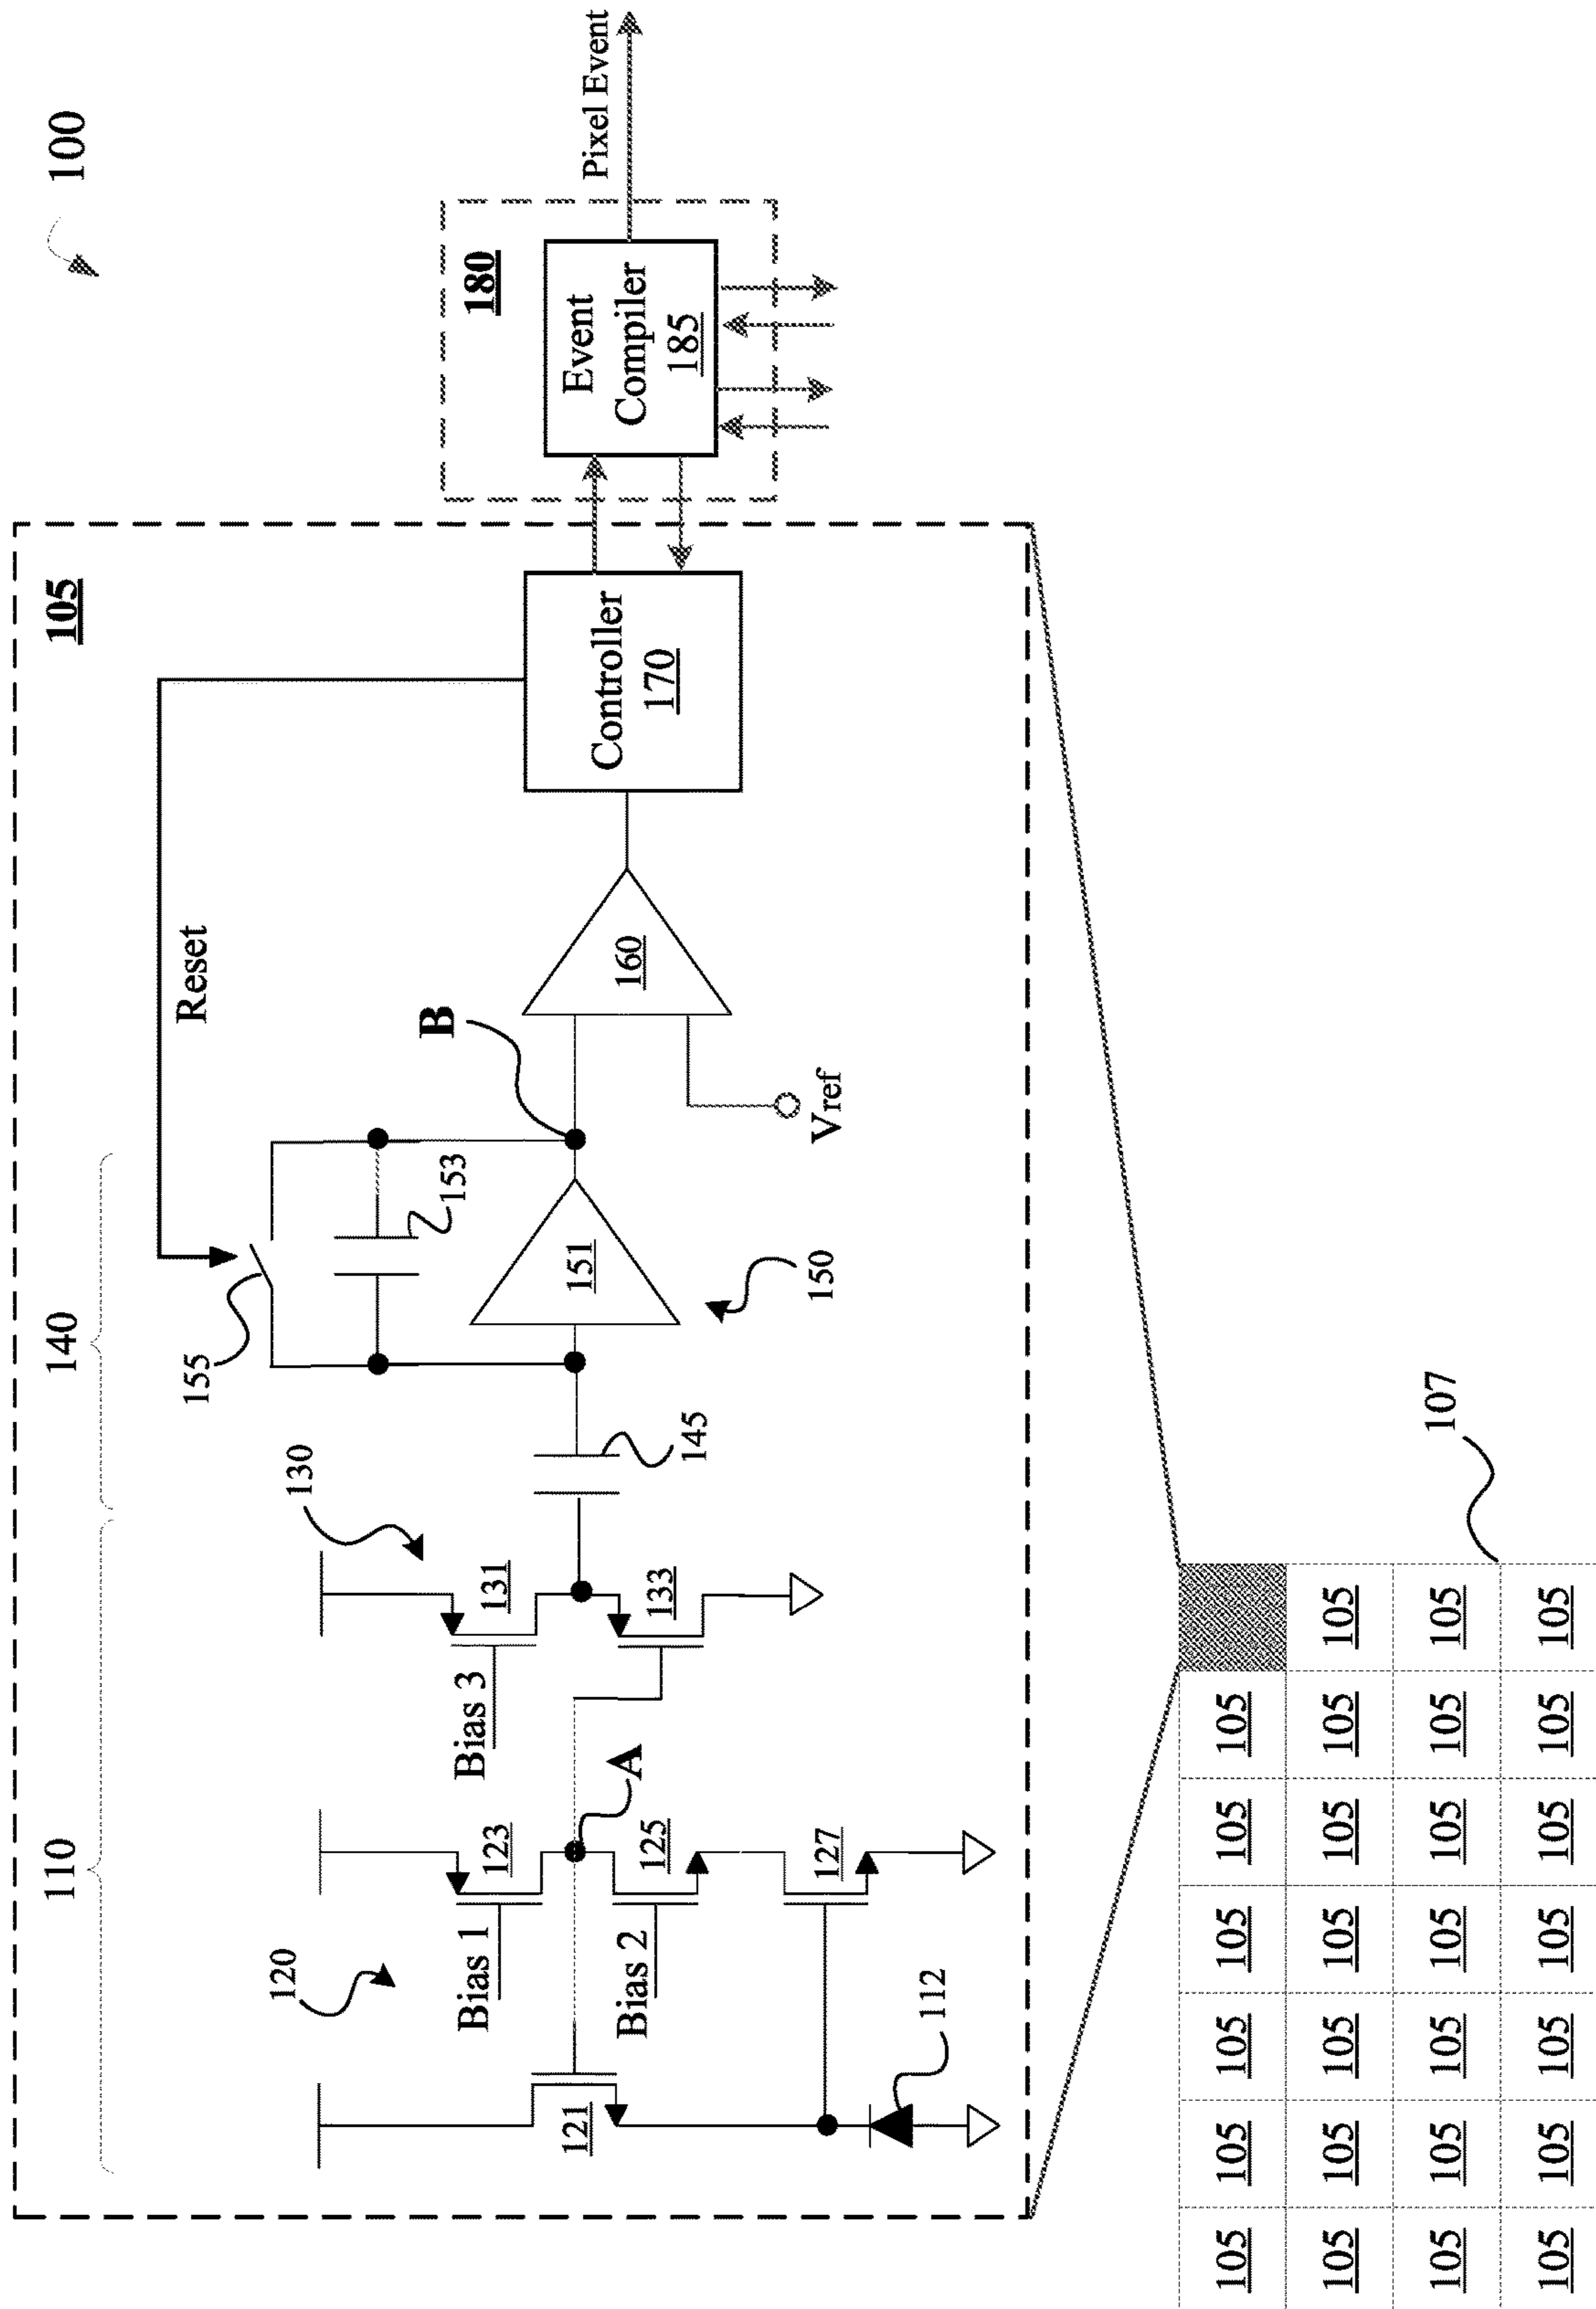 110
140
105
100
155
Reset
120
130
153
B
180
Bias 1
123
Bias 3
131
A
121
Bias 2
125
133
145
151
160
Controller
170
Event
Compiler
185
Pixel Event
127
112
150
Vref
107
105 105 105 105 105 105
105 105 105 105 105 105 105
105 105 105 105 105 105 105
105 105 105 105 105 105 105